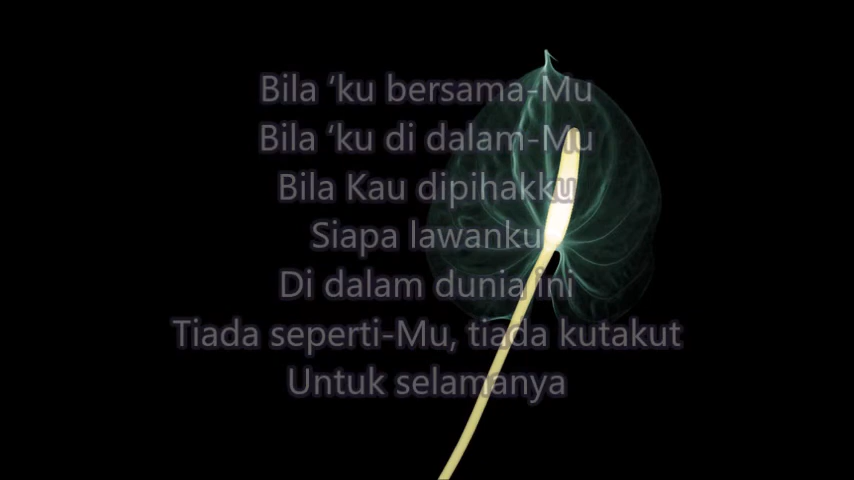 Bila ‘ku bersama-Mu
Bila ‘ku di dalam-Mu
Bila Kau dipihakku
Siapa lawanku
Di dalam dunia ini
Tiada seperti-Mu, tiada kutakut
Untuk selamanya